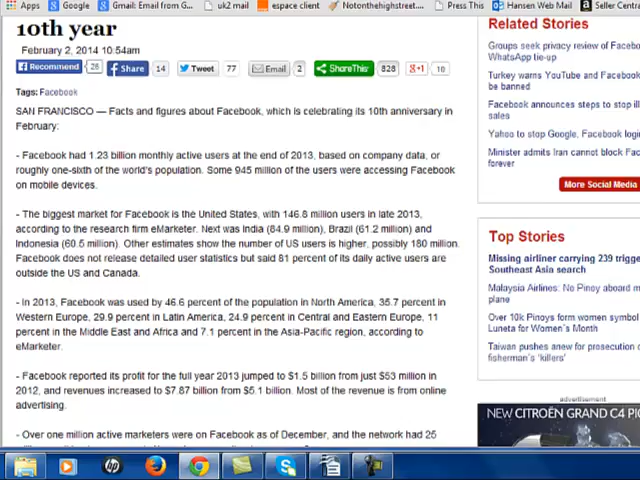 Apps Google Gmail: Email from G... uk2 mail espace client Notonthehighstreet. Press This Hansen Web Mail Seller Centr
10th year
February 2, 2014 10:54am
Recommend 28 Share 14 Tweet 77 Email 2 ShareThis 828 +1 10
Tags: Facebook
SAN FRANCISCO — Facts and figures about Facebook, which is celebrating its 10th anniversary in
February:
- Facebook had 1.23 billion monthly active users at the end of 2013, based on company data, or
roughly one-sixth of the world's population. Some 945 million of the users were accessing Facebook
on mobile devices.
- The biggest market for Facebook is the United States, with 146.8 million users in late 2013,
according to the research firm eMarketer. Next was India (84.9 million), Brazil (61.2 million) and
Indonesia (60.5 million). Other estimates show the number of US users is higher, possibly 180 million.
Facebook does not release detailed user statistics but said 81 percent of its daily active users are
outside the US and Canada.
- In 2013, Facebook was used by 46.6 percent of the population in North America, 35.7 percent in
Western Europe, 29.9 percent in Latin America, 24.9 percent in Central and Eastern Europe, 11
percent in the Middle East and Africa and 7.1 percent in the Asia-Pacific region, according to
eMarketer.
- Facebook reported its profit for the full year 2013 jumped to $1.5 billion from just $53 million in
2012, and revenues increased to $7.87 billion from $5.1 billion. Most of the revenue is from online
advertising.
- Over one million active marketers were on Facebook as of December, and the network had 25
Related Stories
Groups seek privacy review of Facebo
WhatsApp tie-up
Turkey warns YouTube and Facebook
be banned
Facebook announces steps to stop ill
sales
Yahoo to stop Google, Facebook login
Minister admits Iran cannot block Fa
forever
More Social Media
Top Stories
Missing airliner carrying 239 trigge
Southeast Asia search
Malaysia Airlines: No Pinoy aboard m
plane
Over 10k Pinoys form women symbol
Luneta for Women's Month
Taiwan pushes anew for prosecution o
fisherman's 'killers'
advertisement
NEW CITROËN GRAND C4 PIC
hp